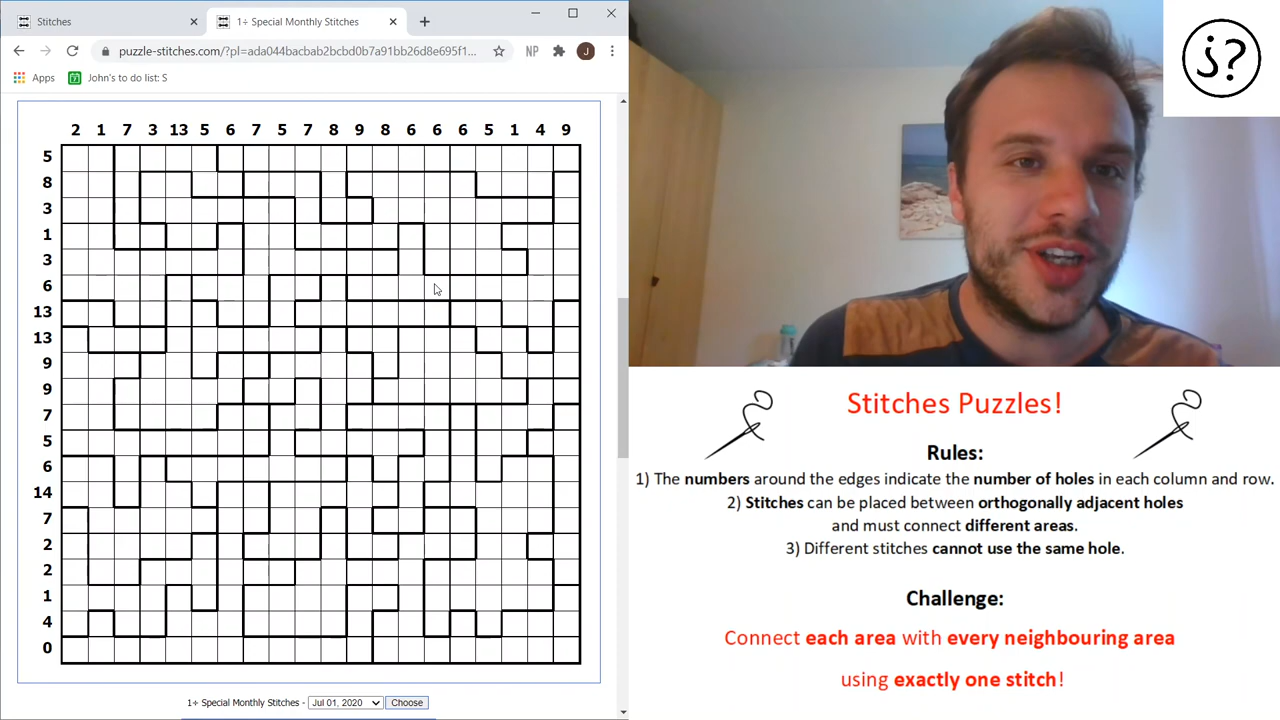 Stitches
1÷ Special Monthly Stitches
puzzle-stitches.com/?pl=ada044bacbab2bcbd0b7a91bb26d8e695f1...
NP
J
Apps
John's to do list: S
2 1 7 3 13 5 6 7 5 7 8 9 8 6 6 6 5 1 4 9
5
8
3
1
3
6
13
13
9
9
7
5
6
14
7
2
2
1
4
0
1÷ Special Monthly Stitches - Jul 01, 2020 Choose
j?
Stitches Puzzles!
Rules:
1) The numbers around the edges indicate the number of holes in each column and row.
2) Stitches can be placed between orthogonally adjacent holes
and must connect different areas.
3) Different stitches cannot use the same hole.
Challenge:
Connect each area with every neighbouring area
using exactly one stitch!